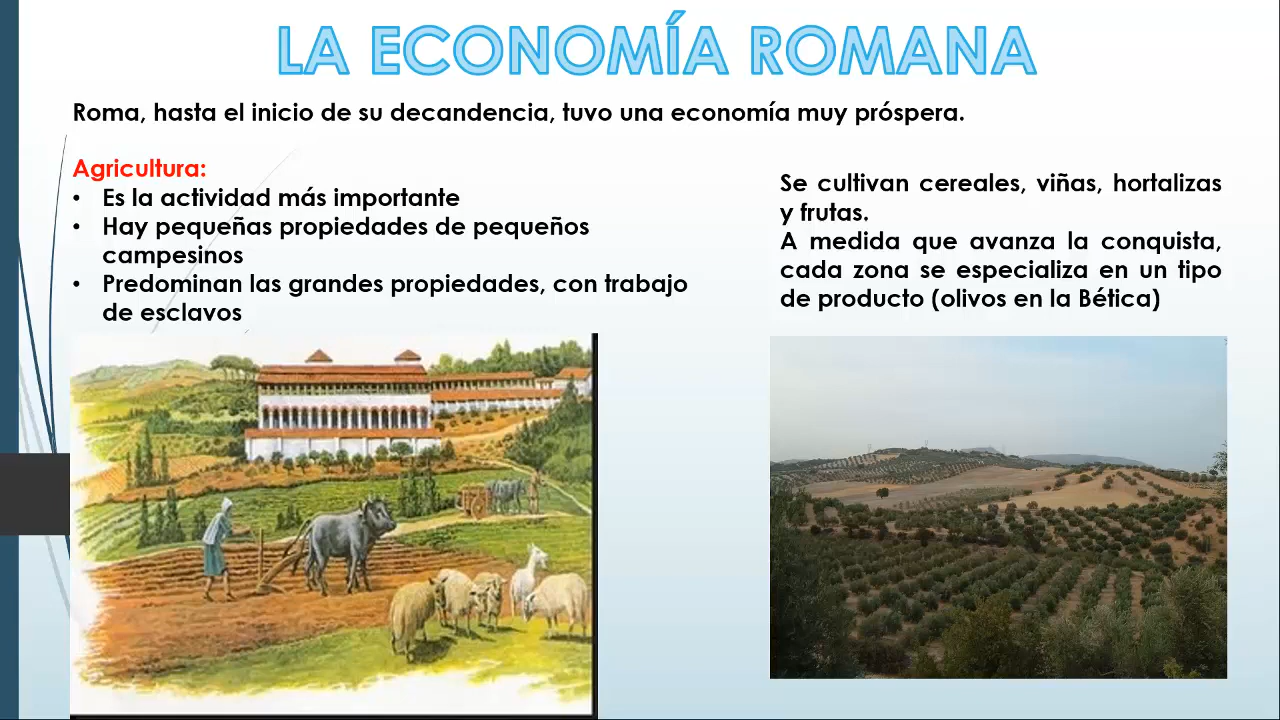 LA ECONOMÍA ROMANA
Roma, hasta el inicio de su decandencia, tuvo una economía muy próspera.
Agricultura:
• Es la actividad más importante
• Hay pequeñas propiedades de pequeños
campesinos
• Predominan las grandes propiedades, con trabajo
de esclavos
Se cultivan cereales, viñas, hortalizas
y frutas.
A medida que avanza la conquista,
cada zona se especializa en un tipo
de producto (olivos en la Bética)